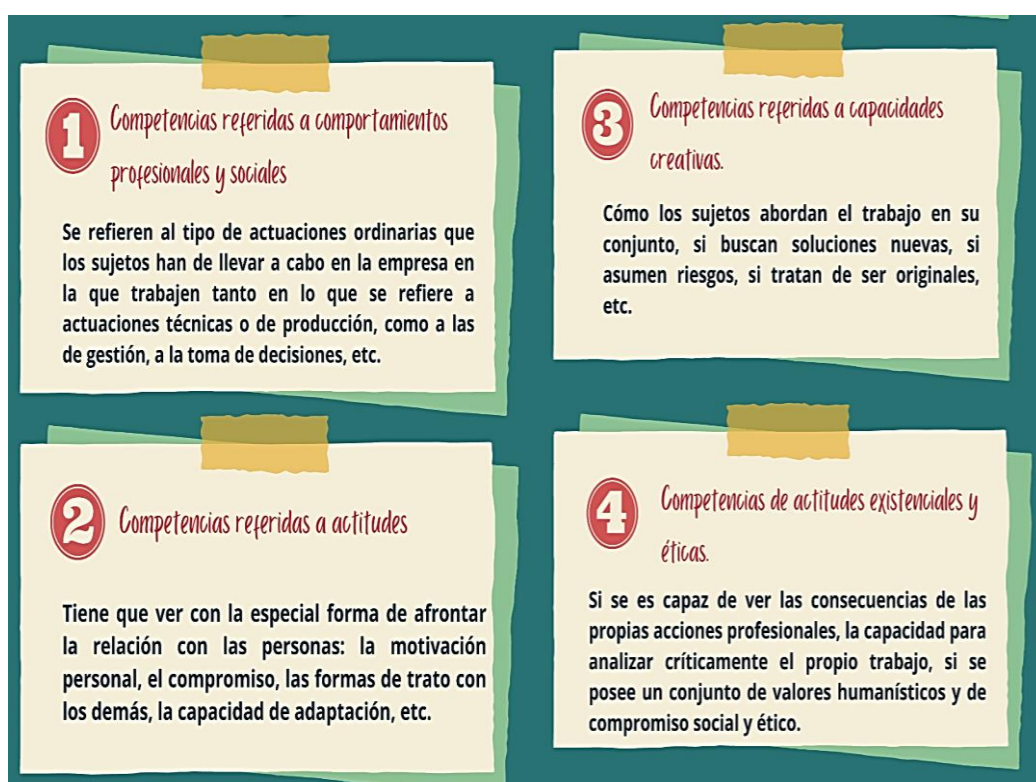 1
Competencias referidas a comportamientos
profesionales y sociales
Se refieren al tipo de actuaciones ordinarias que
los sujetos han de llevar a cabo en la empresa en
la que trabajen tanto en lo que se refiere a
actuaciones técnicas o de producción, como a las
de gestión, a la toma de decisiones, etc.
2
Competencias referidas a actitudes
Tiene que ver con la especial forma de afrontar
la relación con las personas: la motivación
personal, el compromiso, las formas de trato con
los demás, la capacidad de adaptación, etc.
3
Competencias referidas a capacidades
creativas.
Cómo los sujetos abordan el trabajo en su
conjunto, si buscan soluciones nuevas, si
asumen riesgos, si tratan de ser originales,
etc.
4
Competencias de actitudes existenciales y
éticas.
Si se es capaz de ver las consecuencias de las
propias acciones profesionales, la capacidad para
analizar críticamente el propio trabajo, si se
posee un conjunto de valores humanísticos y de
compromiso social y ético.